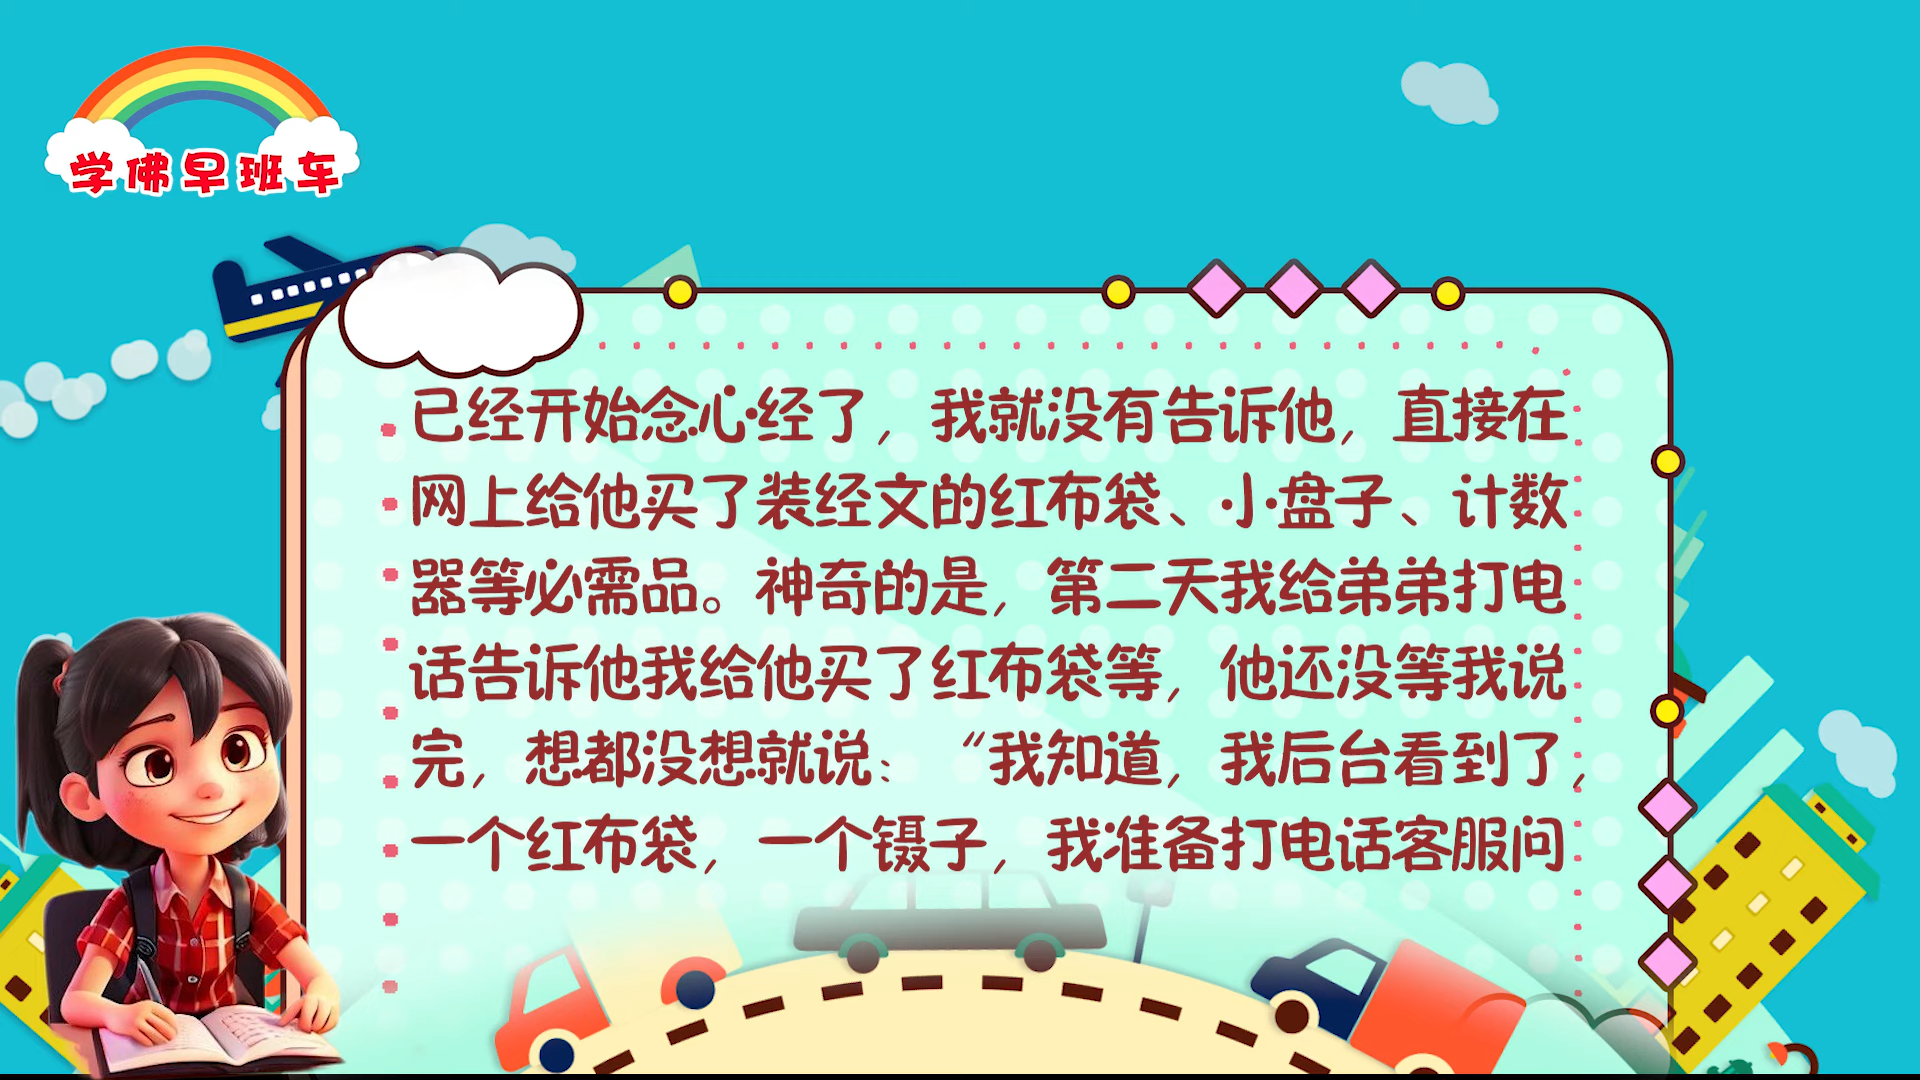 学佛早班车
已经开始念心经了，我就没有告诉他，直接在
网上给他买了装经文的红布袋、小盘子、计数
器等必需品。神奇的是，第二天我给弟弟打电
话告诉他我给他买了红布袋等，他还没等我说
完，想都没想就说：“我知道，我后台看到了，
一个红布袋，一个镊子，我准备打电话客服问